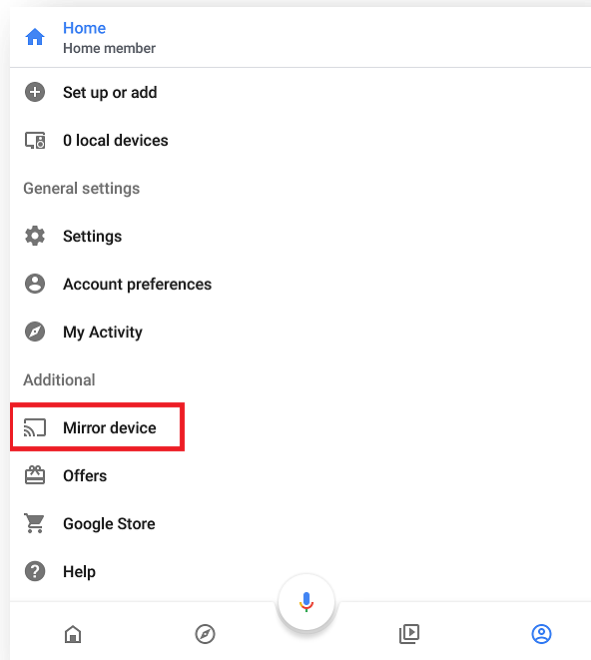 Home
Home member
Set up or add
0 local devices
General settings
Settings
Account preferences
My Activity
Additional
Mirror device
Offers
Google Store
Help